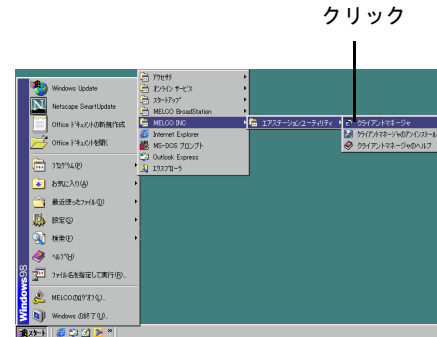 クリック
Windows Update
Netscape SmartUpdate
Office ドキュメントの新規作成
Office ドキュメントを開く
プログラム(P)
お気に入り(A)
最近使ったファイル(D)
設定(S)
検索(F)
ヘルプ(H)
ファイル名を指定して実行(R)...
MELCOのログオフ(L)...
Windows の終了(U)...
Windows98
スタート
アクセサリ
オンライン サービス
スタートアップ
MELCO BroadStation
MELCO INC
Internet Explorer
MS-DOS プロンプト
Outlook Express
エクスプローラ
エアステーションユーティリティ
クライアントマネージャ
クライアントマネージャのアンインストール
クライアントマネージャのヘルプ